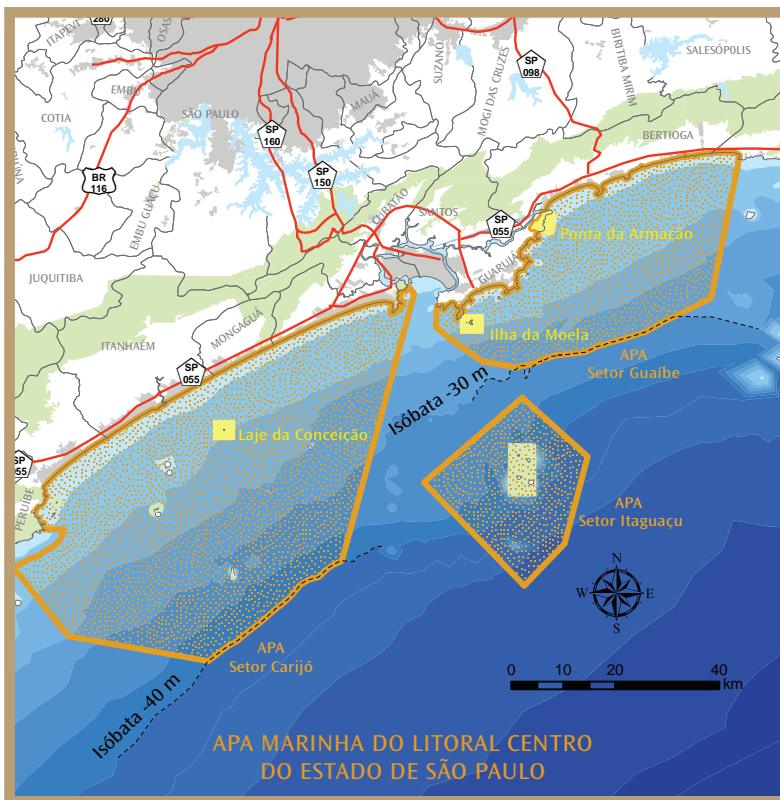 280
ITAPEVI
OSAS
SUZANO
SALESÓPOLIS
SP
098
MOGI DAS CRUZES
BIRITIBA MIRIM
EMBU
MAUÁ
COTIA
SÃO PAULO
SP
160
BERTIOGA
SP
150
BR
116
EMBU GUAÇU
CUBATÃO
SANTOS
SP
055
Ponta da Armação
GUARUJÁ
JUQUITIBA
MONGAGUÁ
ITANHAÉM
Ilha da Moela
APA
Setor Guaíbe
SP
055
Isóbata -30 m
Laje da Conceição
SP
055
PERUÍBE
APA
Setor Itaguaçu
N
W E
S
APA
Setor Carijó
0 10 20 40
km
Isóbata -40 m
APA MARINHA DO LITORAL CENTRO
DO ESTADO DE SÃO PAULO